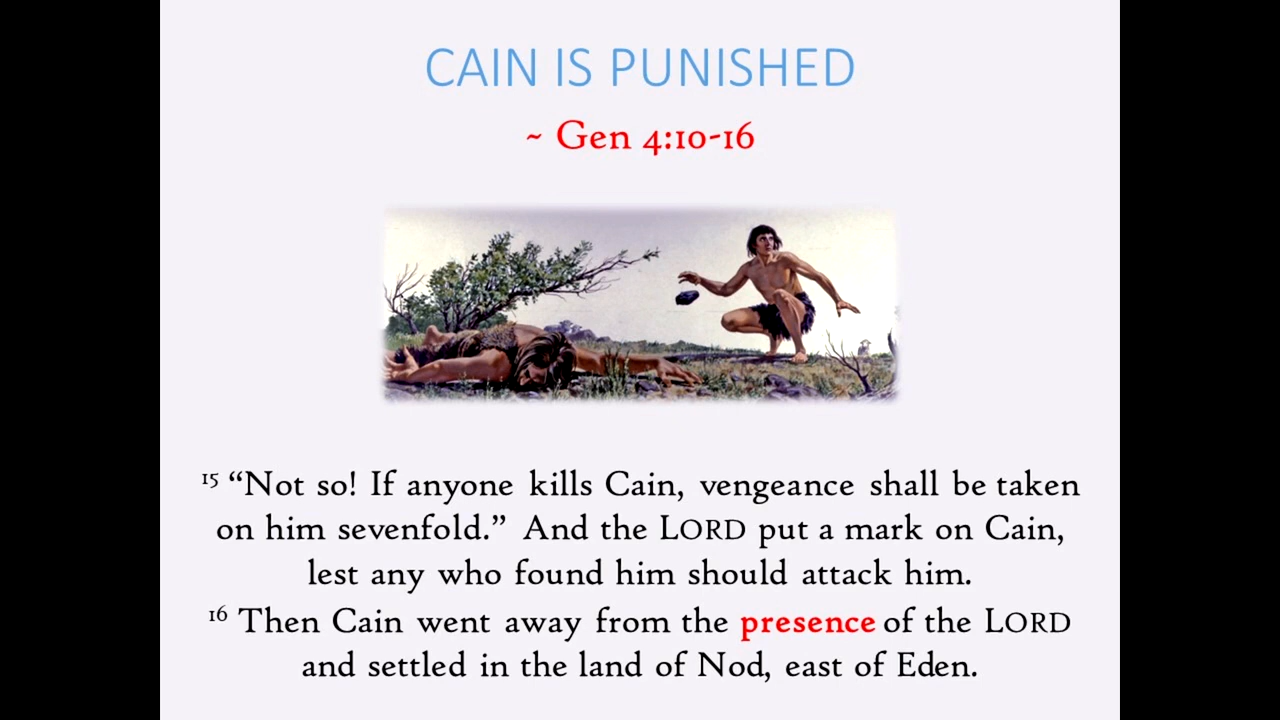 CAIN IS PUNISHED
~ Gen 4:10-16
15 “Not so! If anyone kills Cain, vengeance shall be taken
on him sevenfold.” And the LORD put a mark on Cain,
lest any who found him should attack him.
16 Then Cain went away from the presence of the LORD
and settled in the land of Nod, east of Eden.